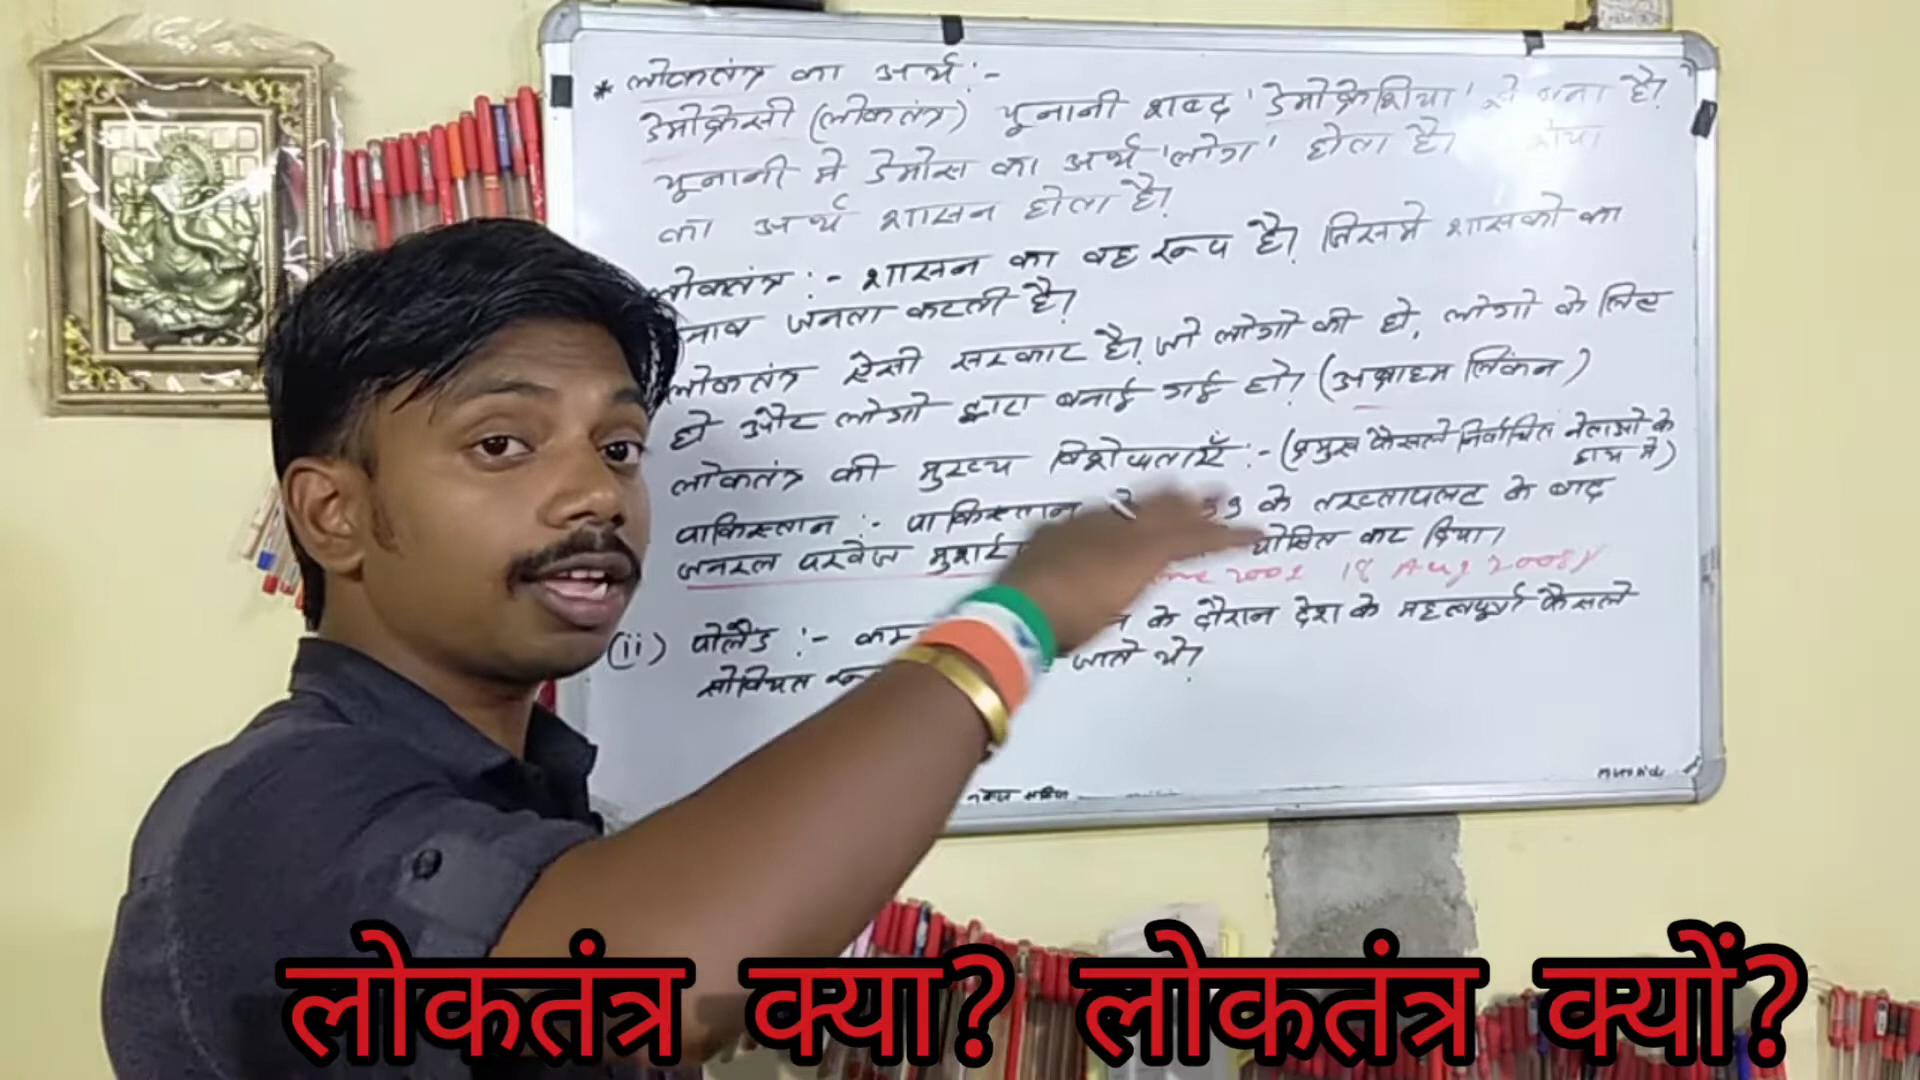 * लोकतंत्र का अर्थ :-
डेमोक्रेसी (लोकतंत्र) यूनानी शब्द 'डेमोक्रेशिया' से बना है।
यूनानी मे डेमोस का अर्थ 'लोग' होता है।
का अर्थ शासन होता है।
लोकतंत्र :- शासन का वह रूप है। जिसमे शासको का
नाव जनता करती है।
लोकतंत्र ऐसी सरकार है। जो लोगो की हो, लोगो के लिए
हो और लोगो द्वारा बनाई गई हो। (अब्राहम लिंकन)
लोकतंत्र की मुख्य विशेषताएँ :- (प्रमुख फैसले निर्वाचित नेताओ के
हाथ मे)
पाकिस्तान :- पाकिस्तान के तख्तापलट के बाद
जनरल परवेज मुशर्र घोषित कर दिया।
2001 18 Aug 2008)
(ii) पोलैंड :- के दौरान देश के महत्वपूर्ण फैसले
सोवियत जाते थे।
लोकतंत्र क्या? लोकतंत्र क्यों?